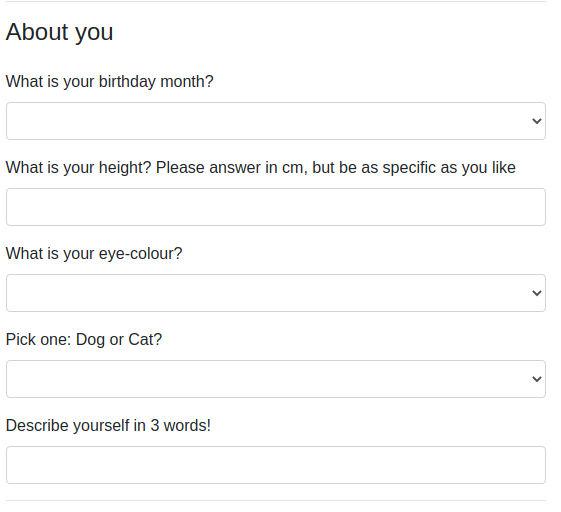 About you
What is your birthday month?
What is your height? Please answer in cm, but be as specific as you like
What is your eye-colour?
Pick one: Dog or Cat?
Describe yourself in 3 words!